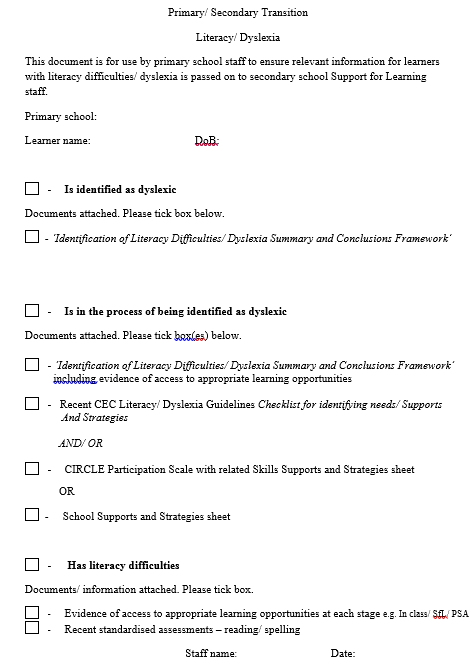 Primary/ Secondary Transition
Literacy/ Dyslexia
This document is for use by primary school staff to ensure relevant information for learners
with literacy difficulties/ dyslexia is passed on to secondary school Support for Learning
staff.
Primary school:
Learner name: DoB:
- Is identified as dyslexic
Documents attached. Please tick box below.
- 'Identification of Literacy Difficulties/ Dyslexia Summary and Conclusions Framework'
- Is in the process of being identified as dyslexic
Documents attached. Please tick box(es) below.
- 'Identification of Literacy Difficulties/ Dyslexia Summary and Conclusions Framework'
including evidence of access to appropriate learning opportunities
- Recent CEC Literacy/ Dyslexia Guidelines Checklist for identifying needs/ Supports
And Strategies
AND/ OR
- CIRCLE Participation Scale with related Skills Supports and Strategies sheet
OR
- School Supports and Strategies sheet
- Has literacy difficulties
Documents/ information attached. Please tick box.
- Evidence of access to appropriate learning opportunities at each stage e.g. In class/ SfL/ PSA
- Recent standardised assessments – reading/ spelling
Staff name: Date: